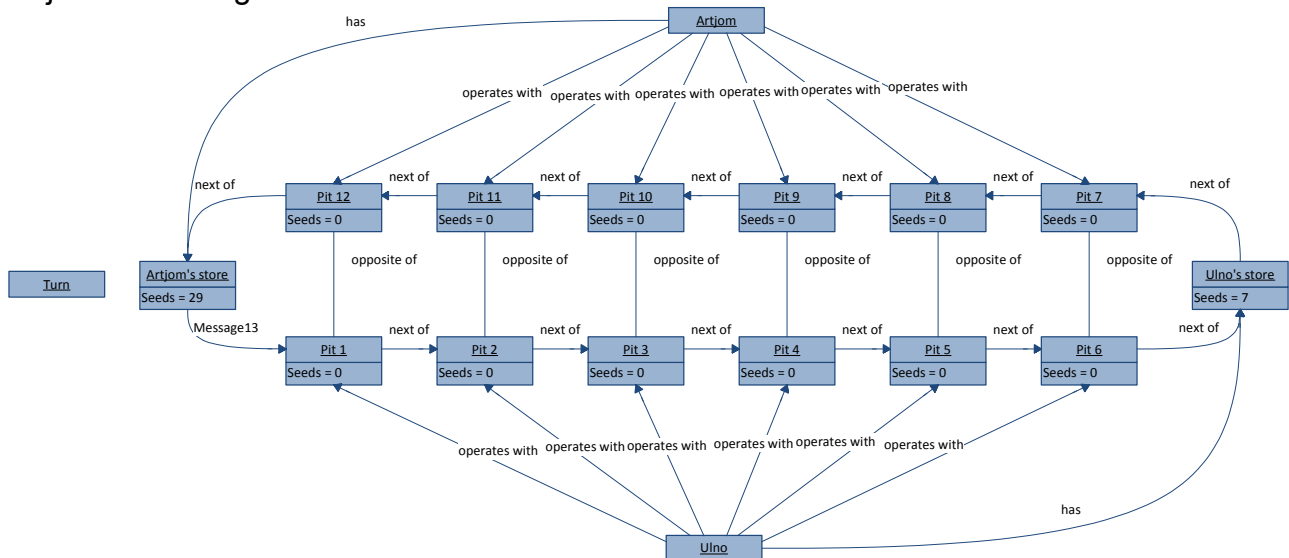 has
Artjom
operates with
operates with
operates with
operates with
operates with
operates with
next of
Pit 12
Seeds = 0
next of
Pit 11
Seeds = 0
next of
Pit 10
Seeds = 0
next of
Pit 9
Seeds = 0
next of
Pit 8
Seeds = 0
next of
Pit 7
Seeds = 0
next of
Turn
Artjom's store
Seeds = 29
opposite of
opposite of
opposite of
opposite of
opposite of
opposite of
Ulno's store
Seeds = 7
Message13
Pit 1
Seeds = 0
next of
Pit 2
Seeds = 0
next of
Pit 3
Seeds = 0
next of
Pit 4
Seeds = 0
next of
Pit 5
Seeds = 0
next of
Pit 6
Seeds = 0
next of
operates with
operates with
operates with
operates with
operates with
operates with
has
Ulno